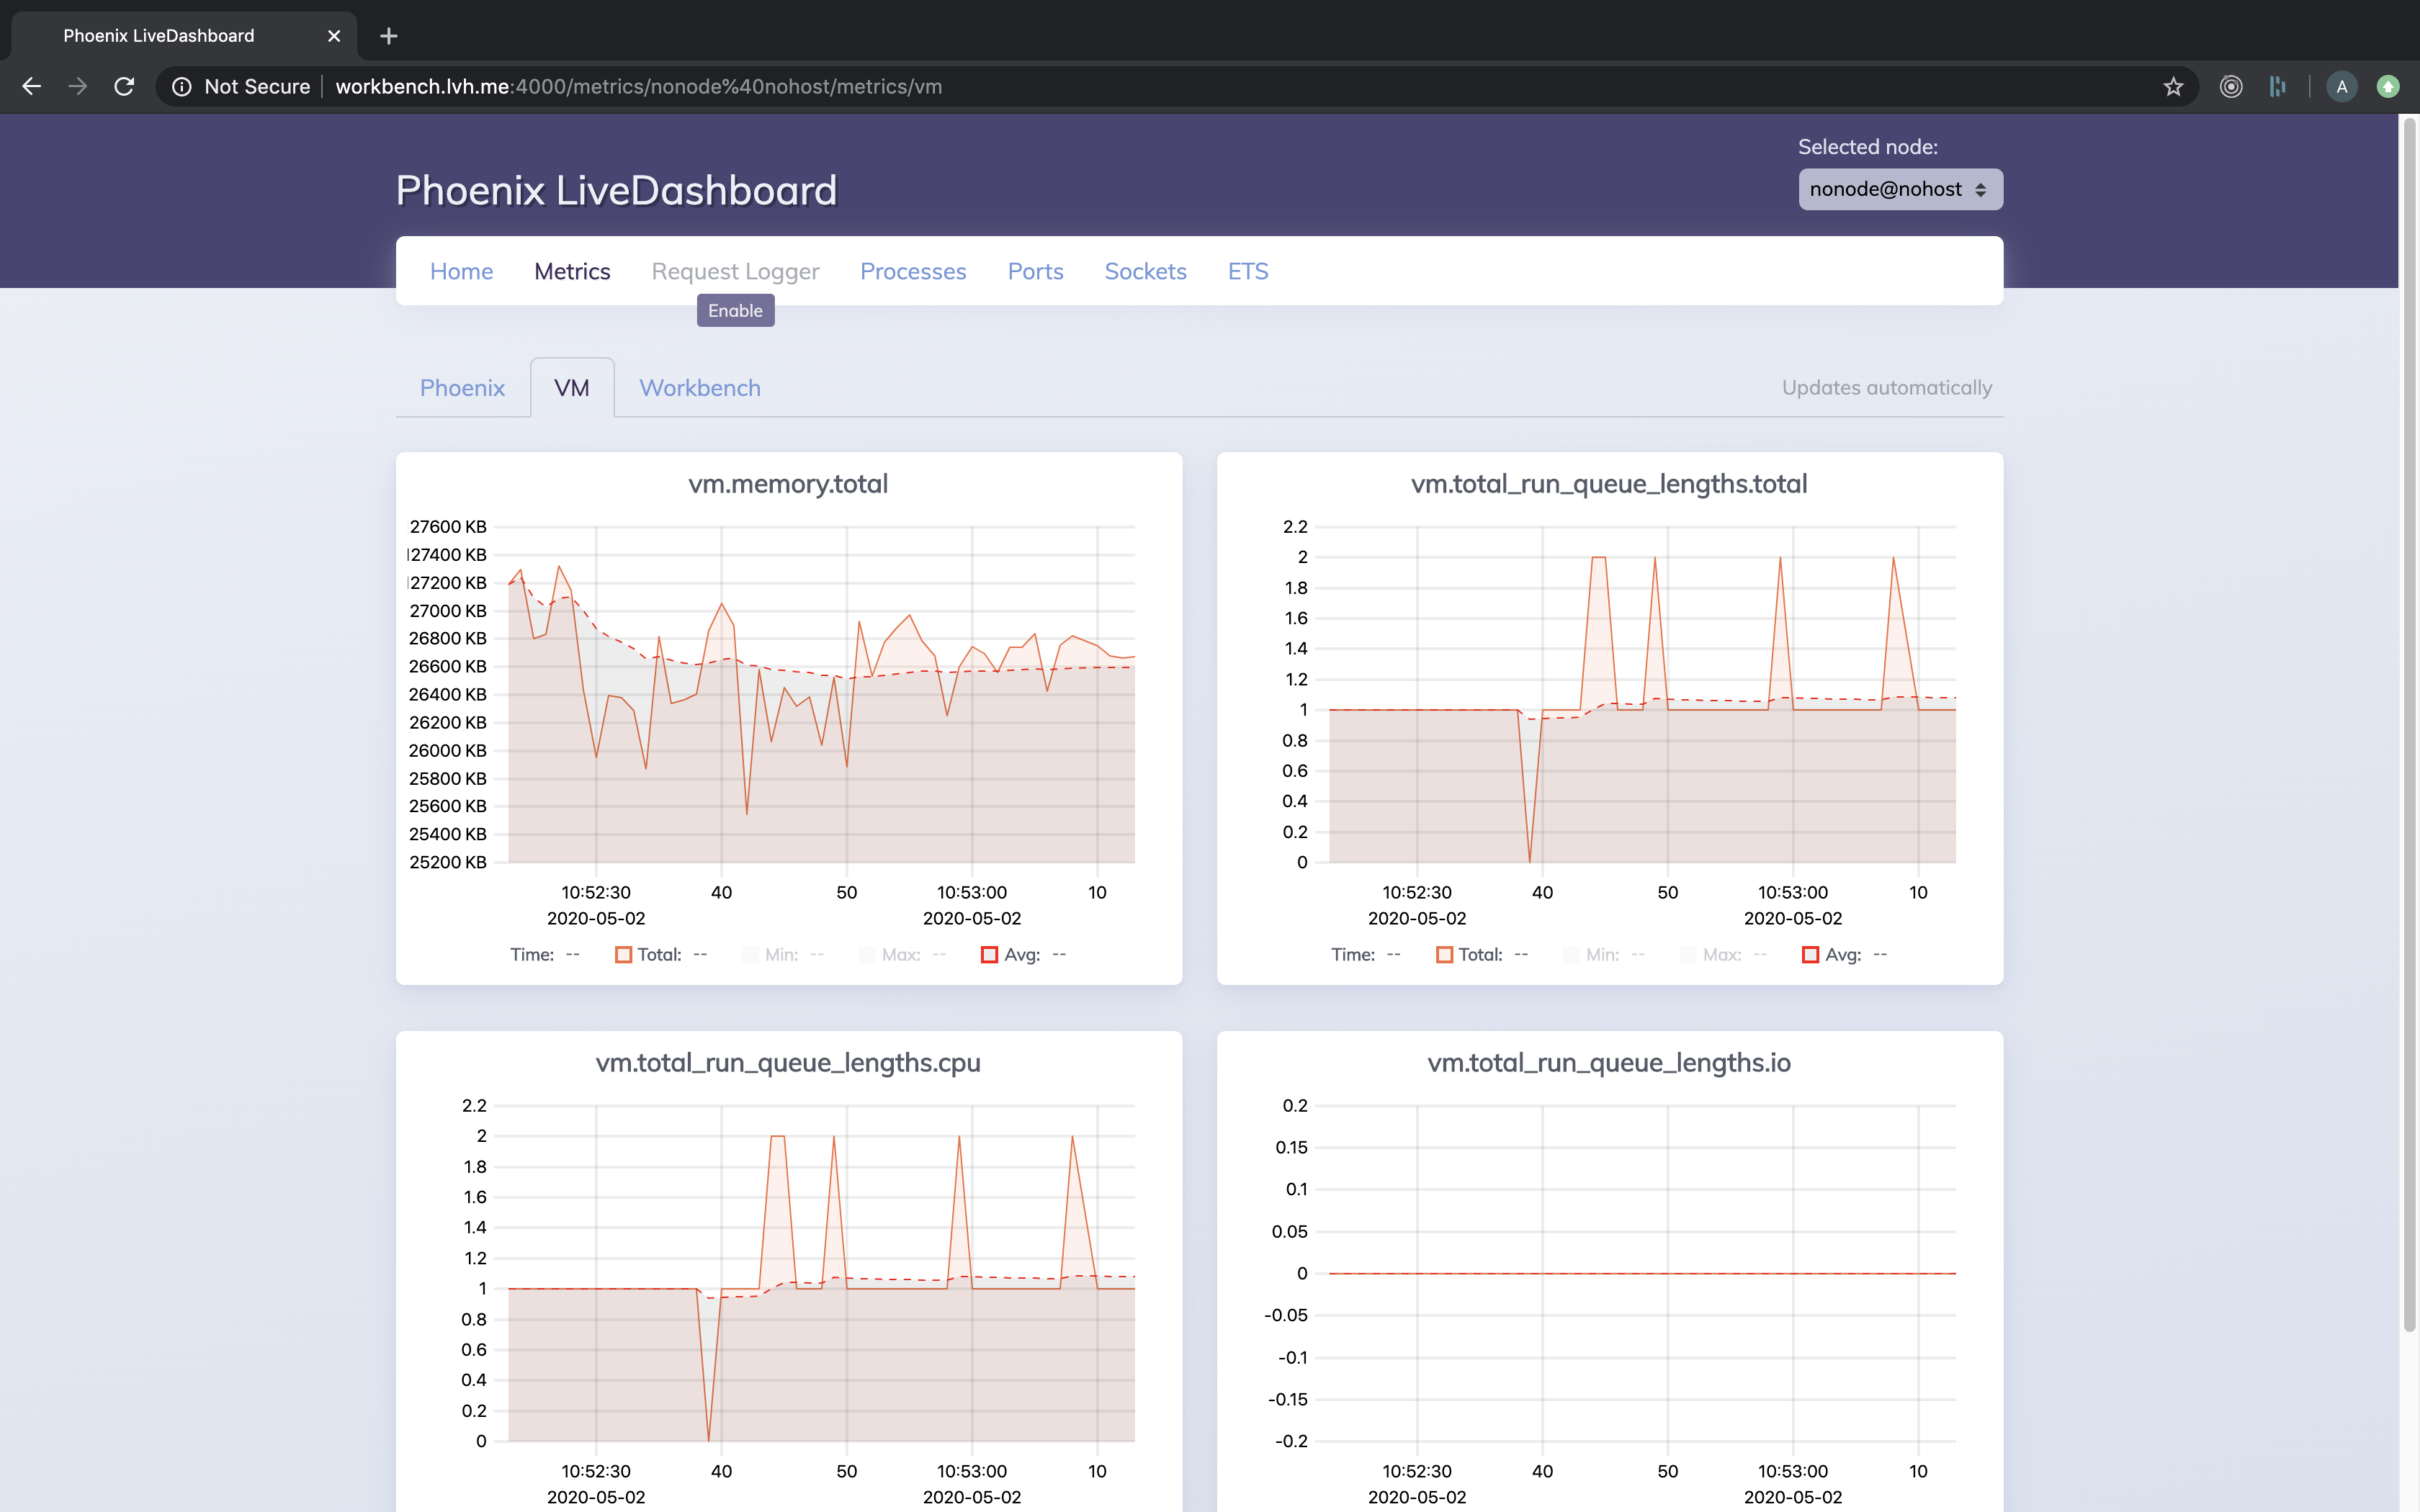 Phoenix LiveDashboard
Not Secure workbench.lvh.me:4000/metrics/nonode%40nohost/metrics/vm
A
Selected node:
Phoenix LiveDashboard
nonode@nohost
Home Metrics Request Logger Processes Ports Sockets ETS
Enable
Phoenix VM Workbench Updates automatically
vm.memory.total
27600 KB
127400 KB
127200 KB
27000 KB
26800 KB
26600 KB
26400 KB
26200 KB
26000 KB
25800 KB
25600 KB
25400 KB
25200 KB
10:52:30 40 50 10:53:00 10
2020-05-02 2020-05-02
Time: -- Total: -- Min: -- Max: -- Avg: --
vm.total_run_queue_lengths.total
2.2
2
1.8
1.6
1.4
1.2
1
0.8
0.6
0.4
0.2
0
10:52:30 40 50 10:53:00 10
2020-05-02 2020-05-02
Time: -- Total: -- Min: -- Max: -- Avg: --
vm.total_run_queue_lengths.cpu
2.2
2
1.8
1.6
1.4
1.2
1
0.8
0.6
0.4
0.2
0
10:52:30 40 50 10:53:00 10
2020-05-02 2020-05-02
vm.total_run_queue_lengths.io
0.2
0.15
0.1
0.05
0
-0.05
-0.1
-0.15
-0.2
10:52:30 40 50 10:53:00 10
2020-05-02 2020-05-02